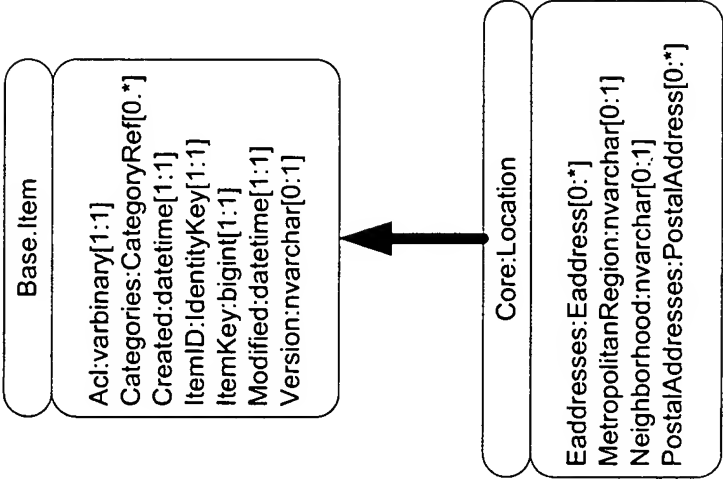 Base.Item
Acl:varbinary[1:1]
Categories:CategoryRef[0.*]
Created:datetime[1:1]
ItemID:IdentityKey[1:1]
ItemKey:bigint[1:1]
Modified:datetime[1:1]
Version:nvarchar[0:1]
Core:Location
Eaddresses:Eaddress[0:*]
MetropolitanRegion:nvarchar[0:1]
Neighborhood:nvarchar[0:1]
PostalAddresses:PostalAddress[0:*]